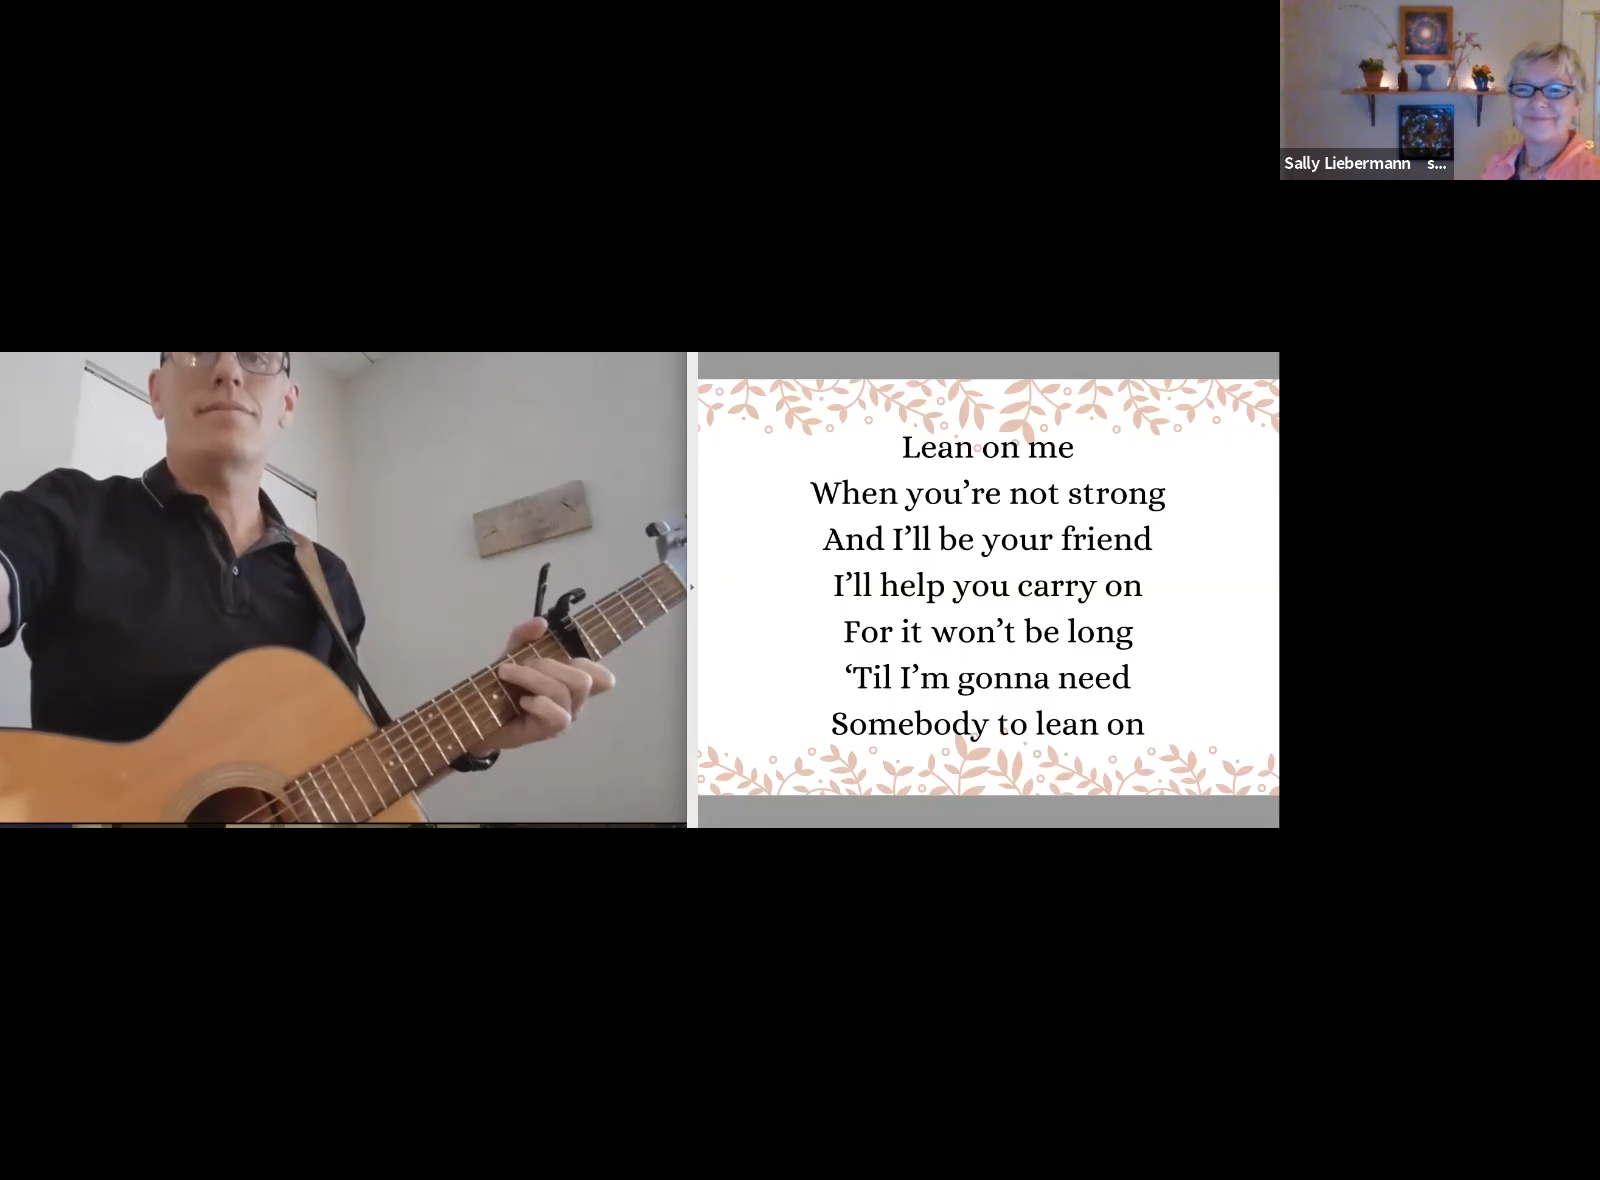 Sally Liebermann s...
Lean on me
When you’re not strong
And I’ll be your friend
I’ll help you carry on
For it won’t be long
‘Til I’m gonna need
Somebody to lean on